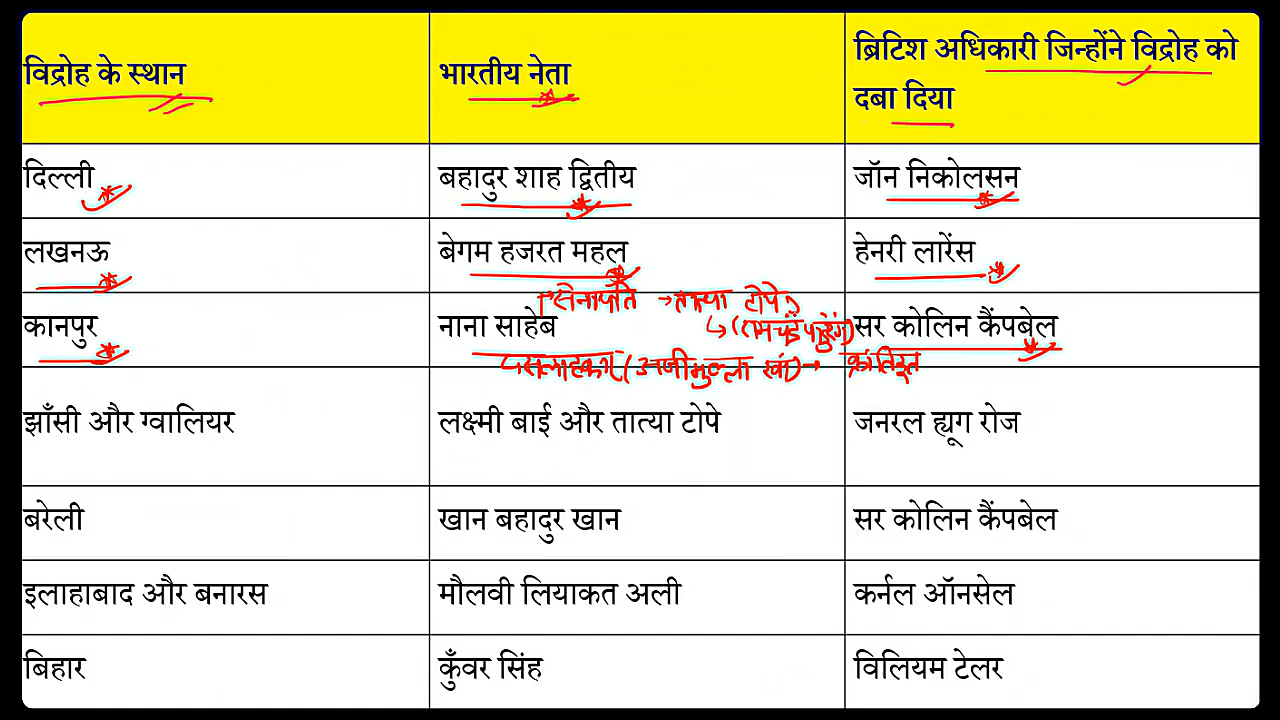 विद्रोह के स्थान
भारतीय नेता
ब्रिटिश अधिकारी जिन्होंने विद्रोह को
दबा दिया
दिल्ली
बहादुर शाह द्वितीय
जॉन निकोलसन
लखनऊ
बेगम हजरत महल
हेनरी लारेंस
सेनापति → तात्या टोपे
कानपुर
नाना साहेब
सर कोलिन कैंपबेल
(अजीमुल्ला खां) →
झाँसी और ग्वालियर
लक्ष्मी बाई और तात्या टोपे
जनरल ह्यूग रोज
बरेली
खान बहादुर खान
सर कोलिन कैंपबेल
इलाहाबाद और बनारस
मौलवी लियाकत अली
कर्नल ऑनसेल
बिहार
कुँवर सिंह
विलियम टेलर